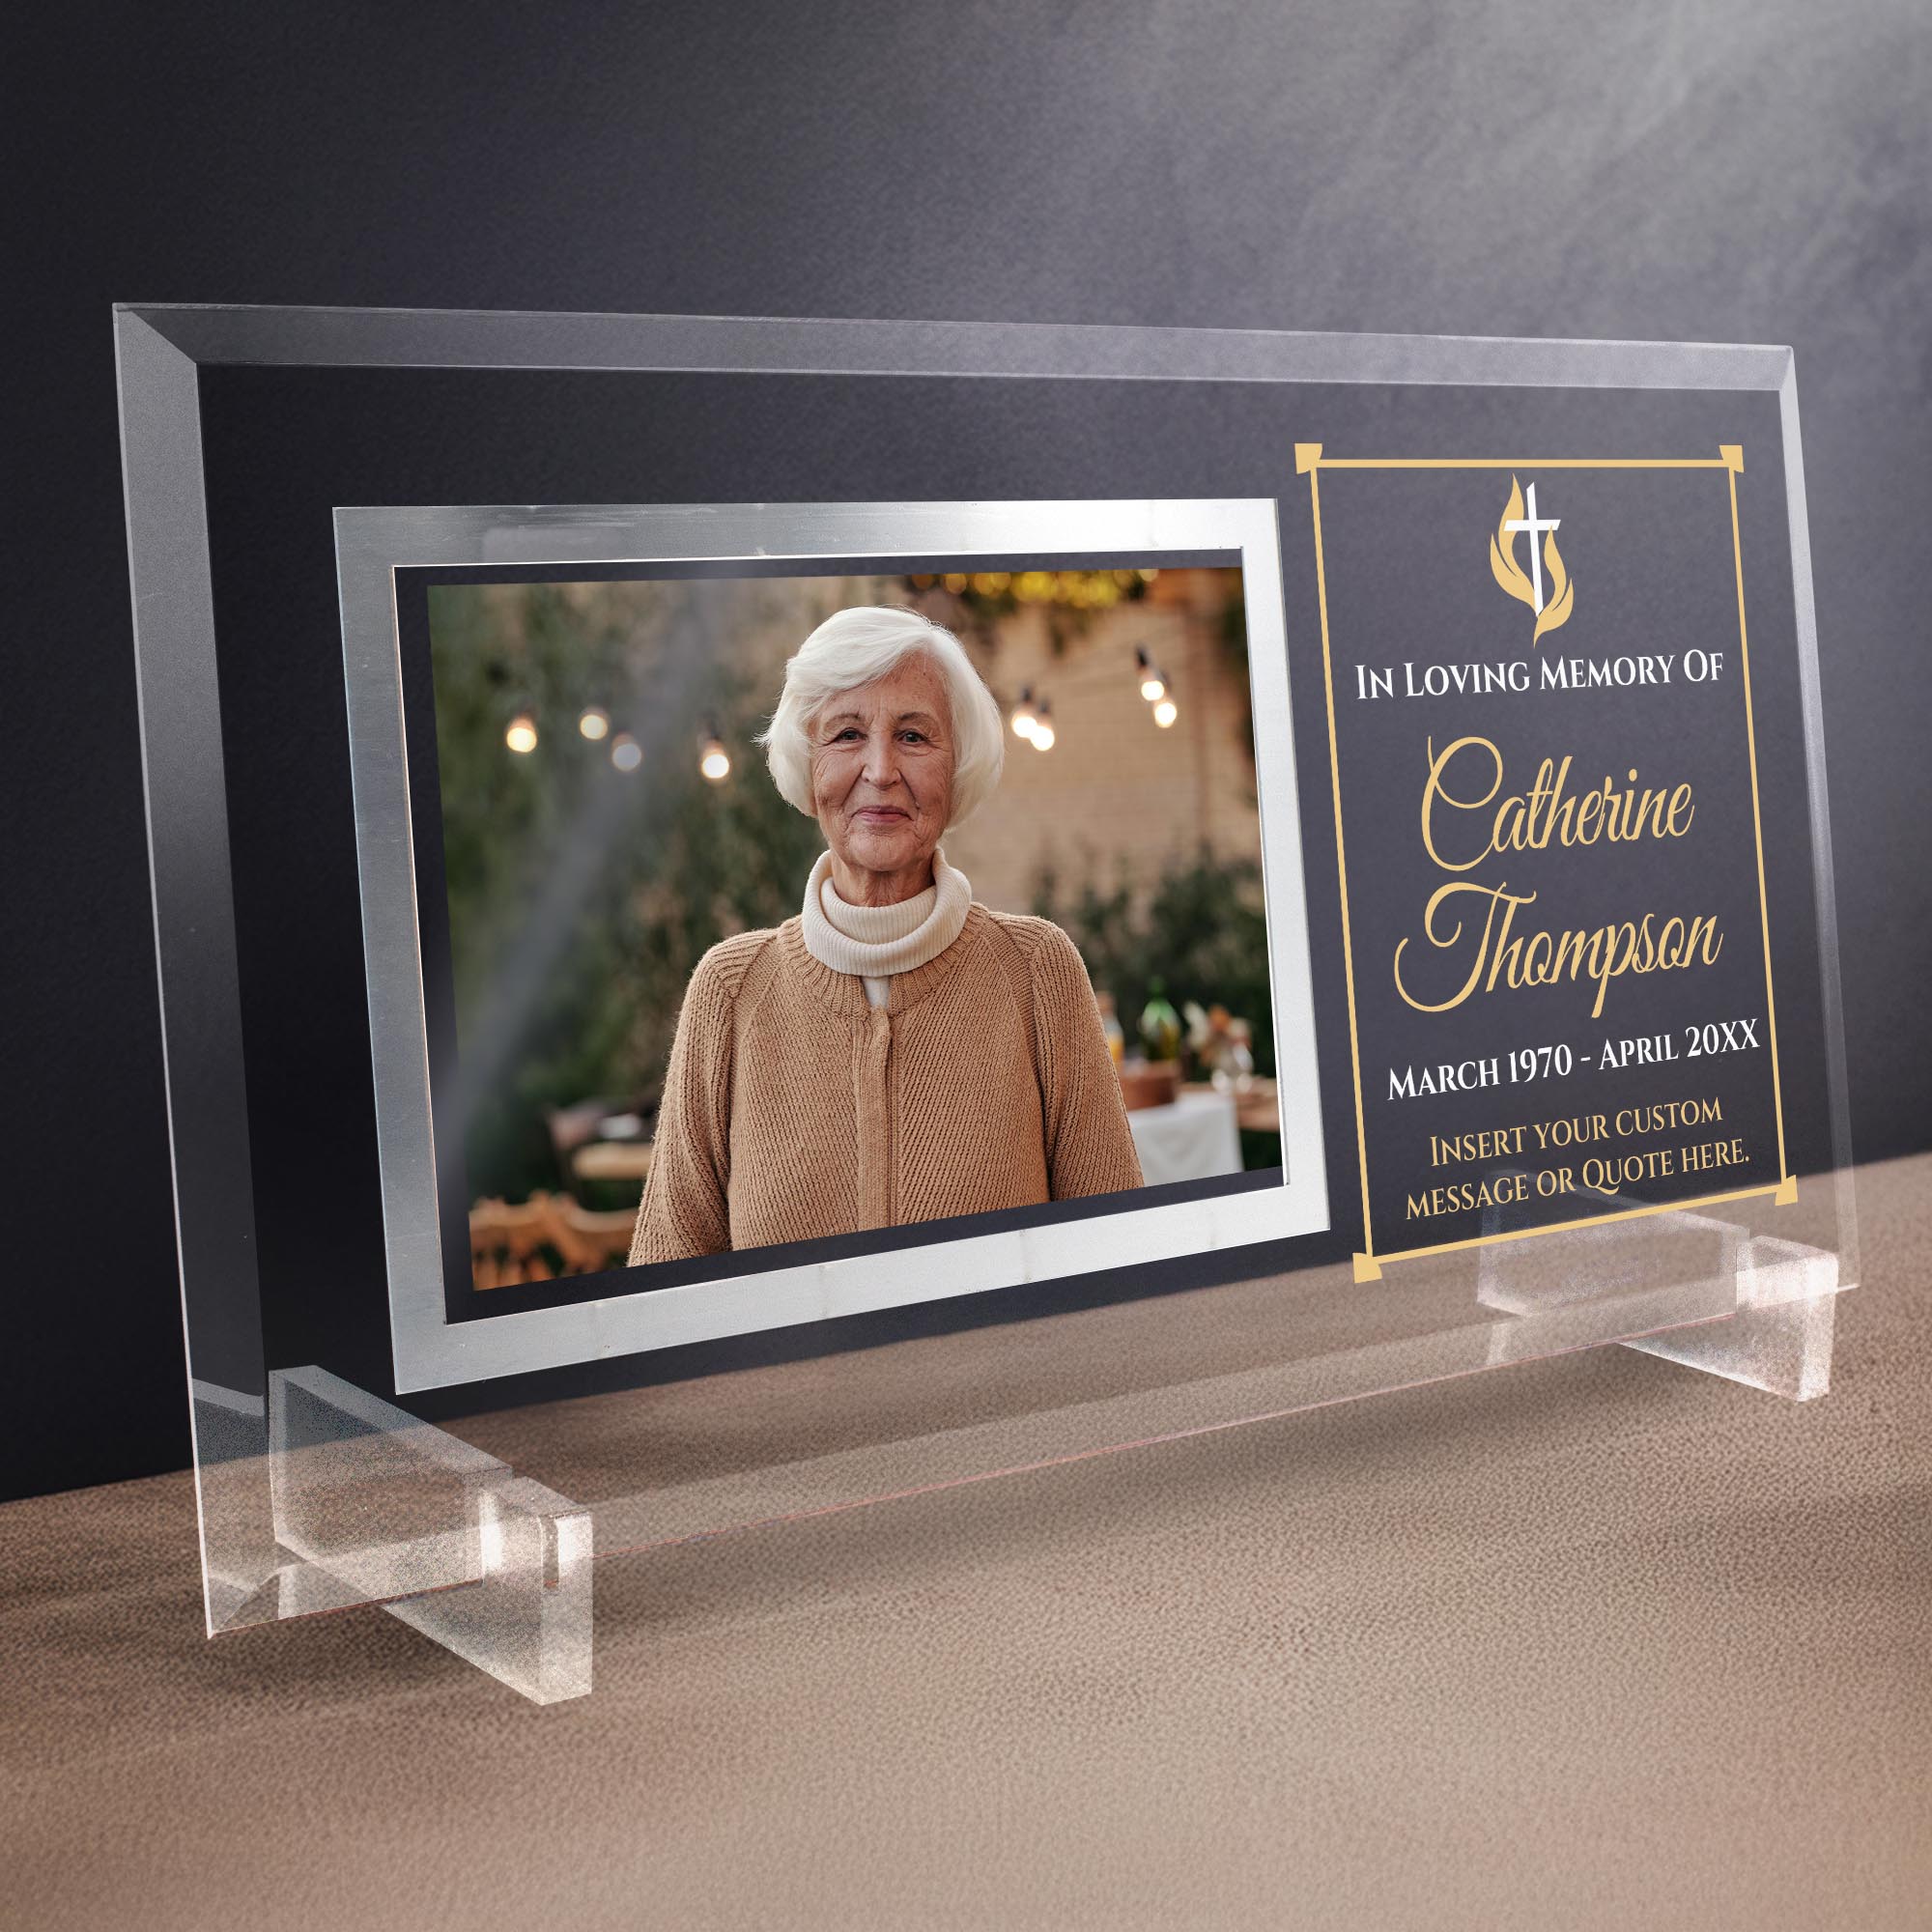 In Loving Memory Of
Catherine
Thompson
March 1970 - April 20XX
Insert your custom
message or Quote here.